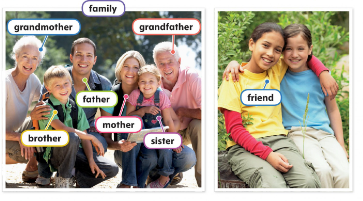 family
grandmother
grandfather
father
mother
brother
sister
friend